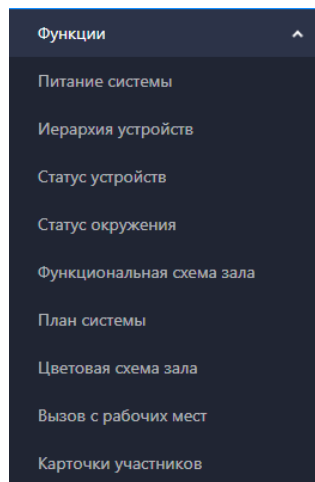 Функции
Питание системы
Иерархия устройств
Статус устройств
Статус окружения
Функциональная схема зала
План системы
Цветовая схема зала
Вызов с рабочих мест
Карточки участников